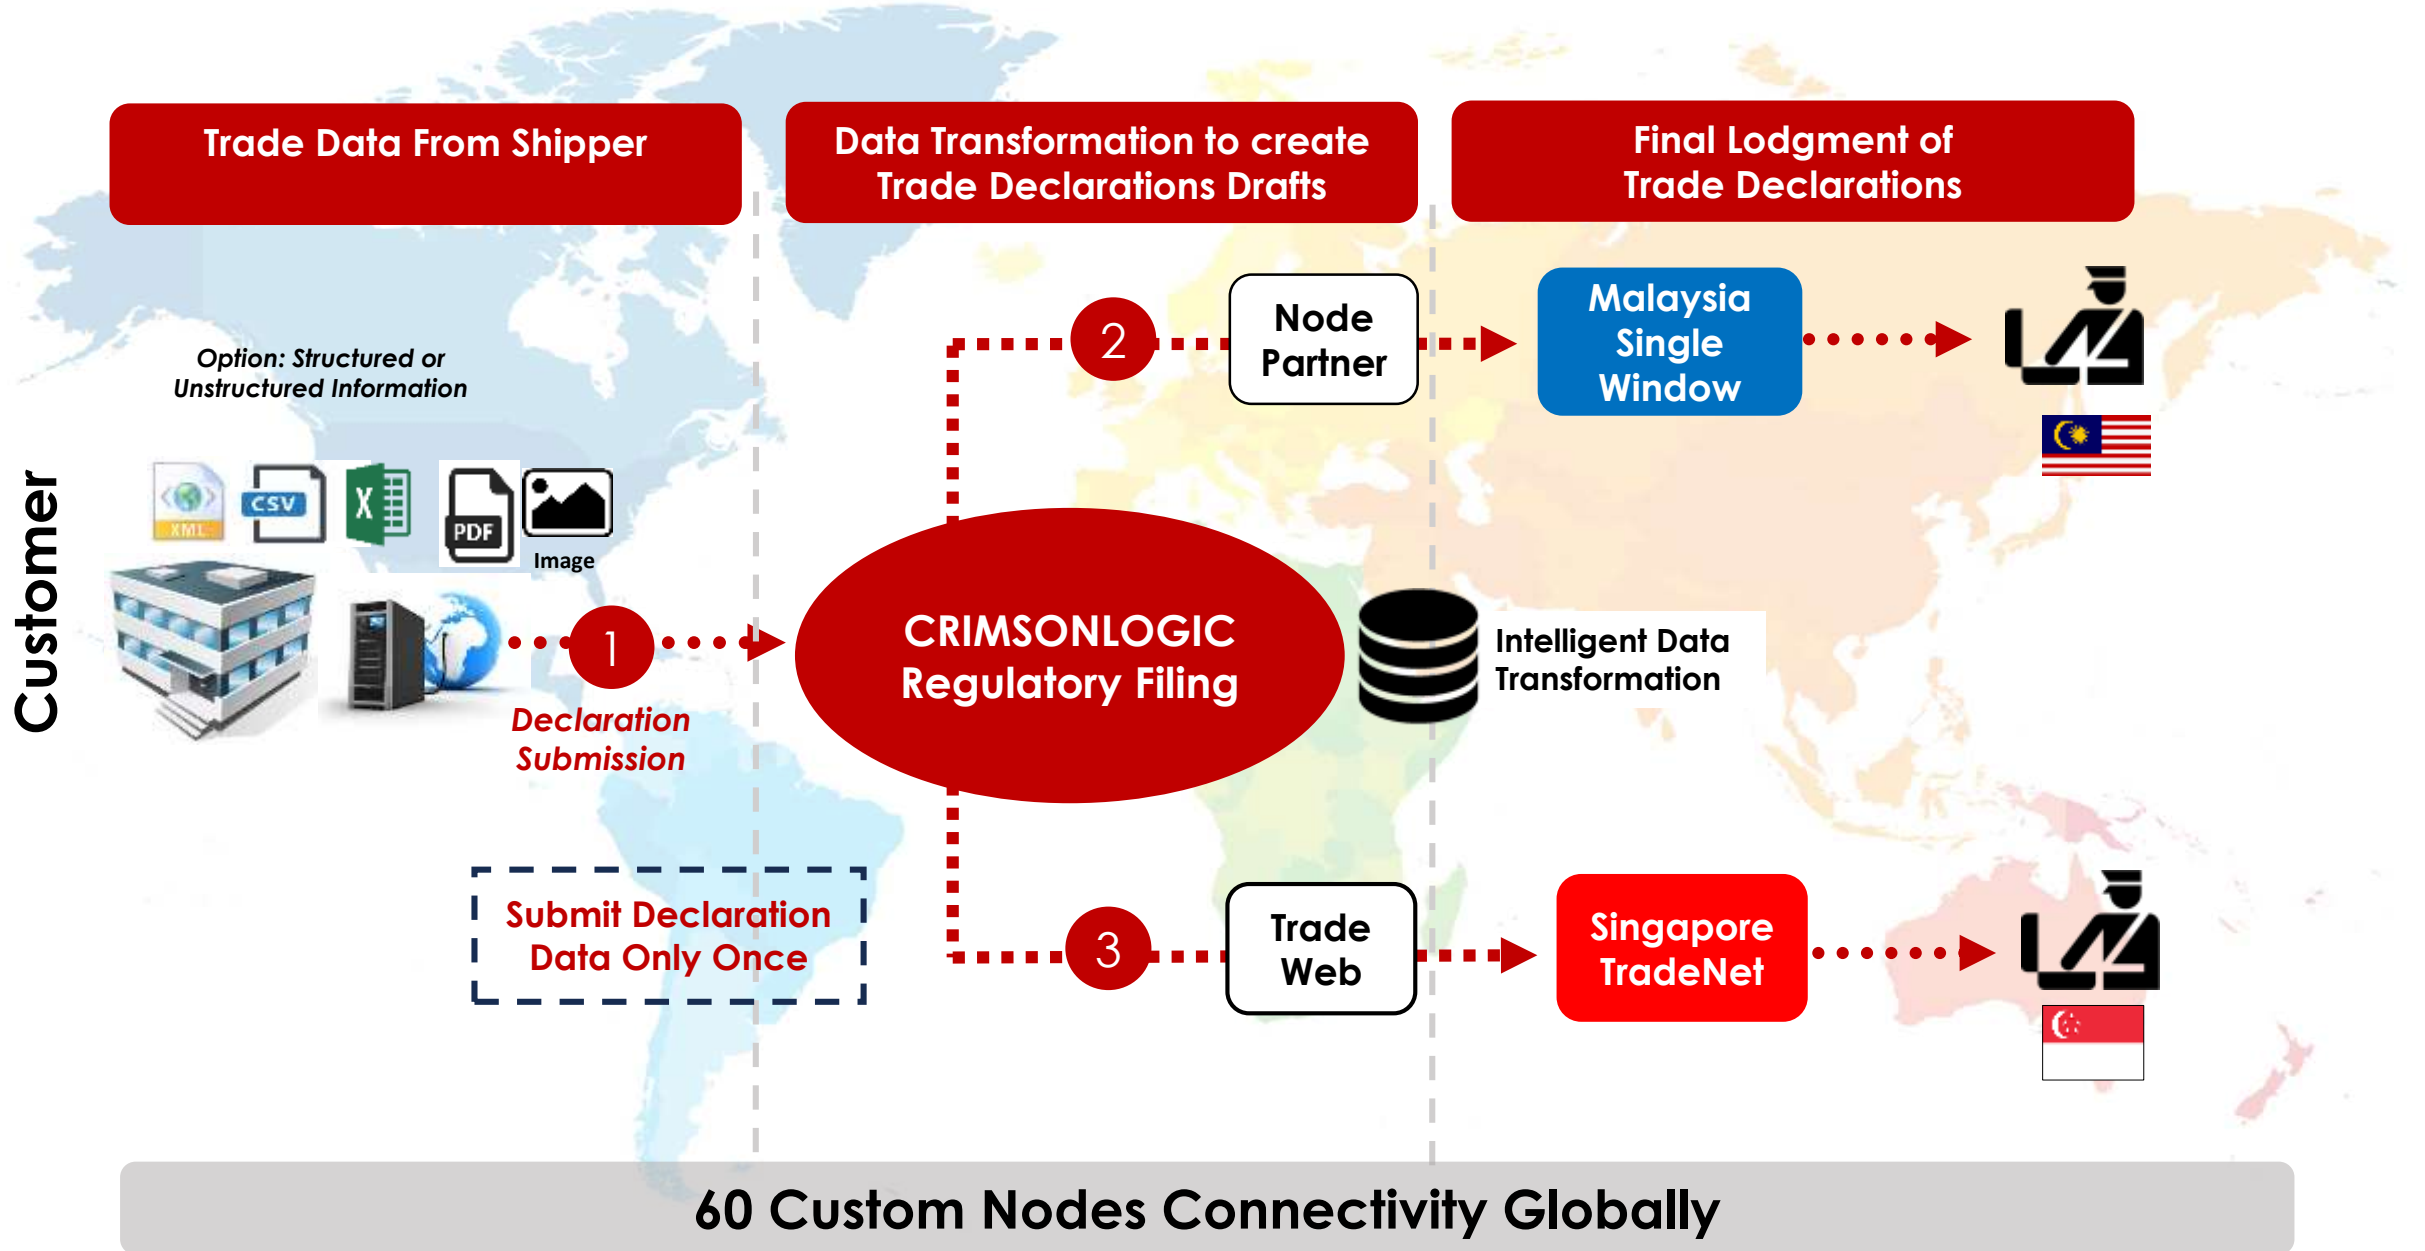 Trade Data From Shipper
Data Transformation to create
Trade Declarations Drafts
Final Lodgment of
Trade Declarations
Customer
Option: Structured or
Unstructured Information
XML
CSV
X
PDF
Image
1
Declaration
Submission
Submit Declaration
Data Only Once
CRIMSONLOGIC
Regulatory Filing
Intelligent Data
Transformation
2
Node
Partner
Malaysia
Single
Window
3
Trade
Web
Singapore
TradeNet
60 Custom Nodes Connectivity Globally